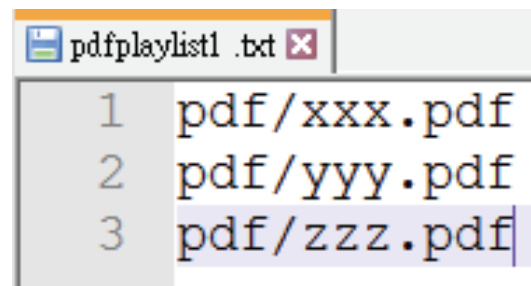 pdfplaylist1 .txt
1 pdf/xxx.pdf
2 pdf/yyy.pdf
3 pdf/zzz.pdf